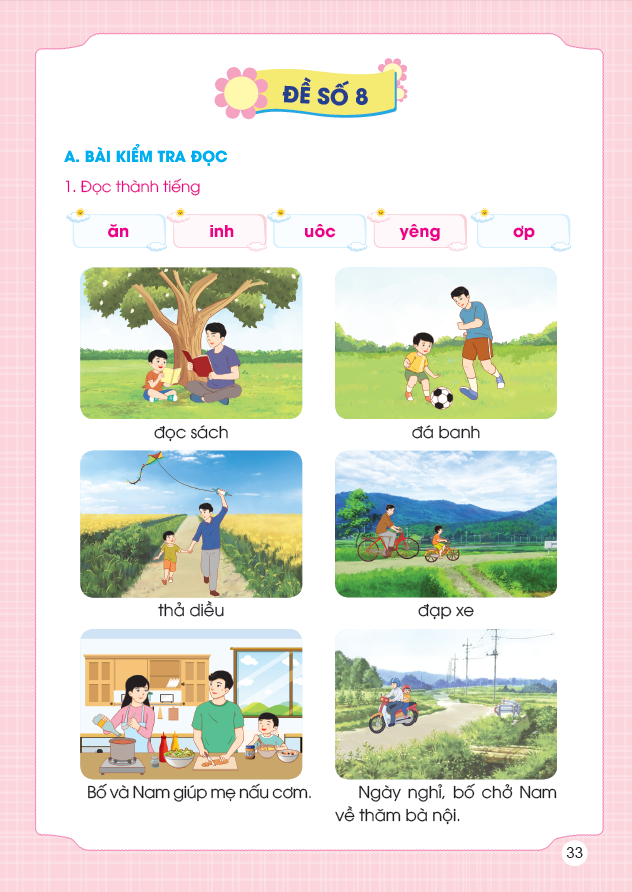 ĐỀ SỐ 8
A. BÀI KIỂM TRA ĐỌC
1. Đọc thành tiếng
ăn
inh
uôc
yêng
ơp
đọc sách
đá banh
thả diều
đạp xe
Bố và Nam giúp mẹ nấu cơm.
Ngày nghỉ, bố chở Nam
về thăm bà nội.
33